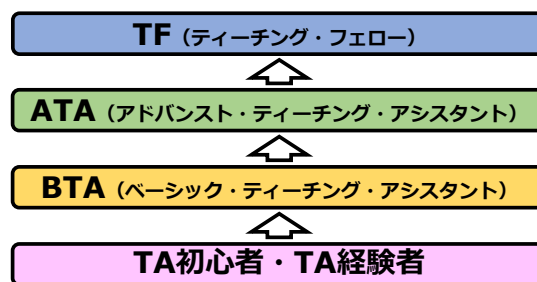 TF（ティーチング・フェロー）
ATA（アドバンスト・ティーチング・アシスタント）
BTA（ベーシック・ティーチング・アシスタント）
TA初心者・TA経験者